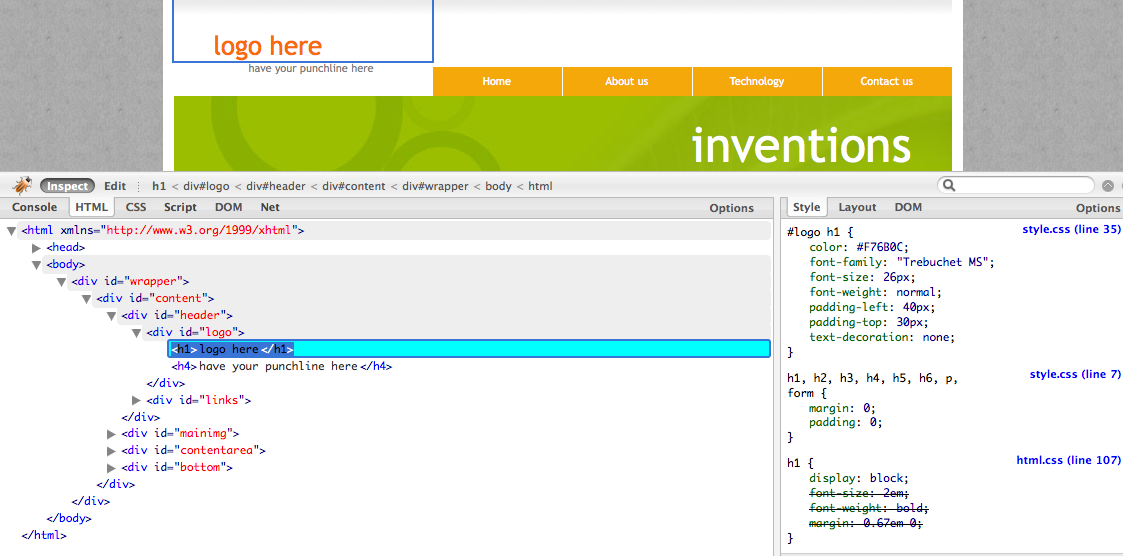 logo here
have your punchline here
Home About us Technology Contact us
inventions
Inspect Edit h1 < div#logo < div#header < div#content < div#wrapper < body < html
Console HTML CSS Script DOM Net Options
Style Layout DOM Options
<html xmlns="http://www.w3.org/1999/xhtml">
<head>
<body>
<div id="wrapper">
<div id="content">
<div id="header">
<div id="logo">
<h1>logo here</h1>
<h4>have your punchline here</h4>
</div>
<div id="links">
</div>
<div id="mainimg">
<div id="contentarea">
<div id="bottom">
</div>
</div>
</body>
</html>
#logo h1 { style.css (line 35)
color: #F76B0C;
font-family: "Trebuchet MS";
font-size: 26px;
font-weight: normal;
padding-left: 40px;
padding-top: 30px;
text-decoration: none;
}
h1, h2, h3, h4, h5, h6, p, style.css (line 7)
form {
margin: 0;
padding: 0;
}
h1 { html.css (line 107)
display: block;
font-size: 2em;
font-weight: bold;
margin: 0.67em 0;
}